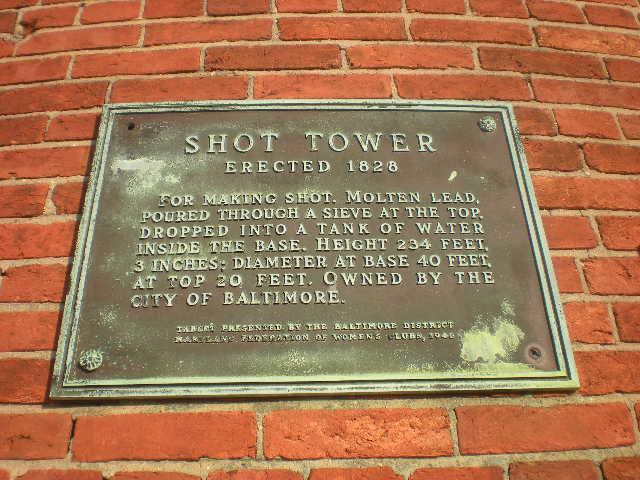 SHOT TOWER
ERECTED 1828
FOR MAKING SHOT. MOLTEN LEAD,
POURED THROUGH A SIEVE AT THE TOP,
DROPPED INTO A TANK OF WATER
INSIDE THE BASE. HEIGHT 234 FEET,
3 INCHES; DIAMETER AT BASE 40 FEET,
AT TOP 20 FEET. OWNED BY THE
CITY OF BALTIMORE.
PRESENTED BY THE BALTIMORE DISTRICT
MARYLAND FEDERATION OF WOMEN'S CLUBS,